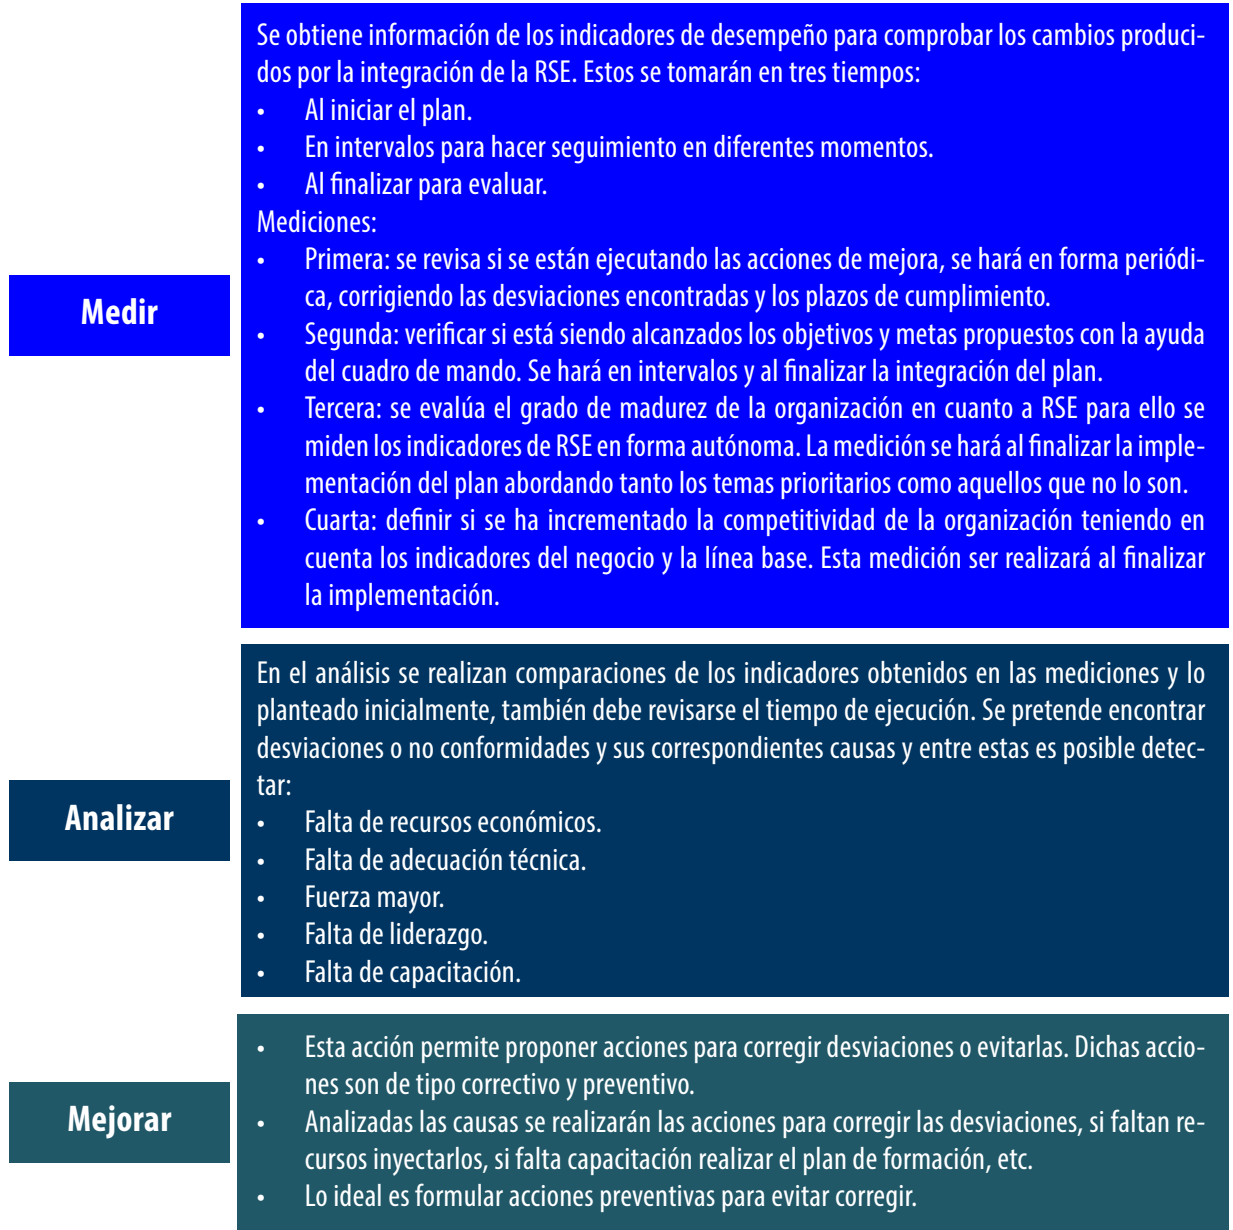 Se obtiene información de los indicadores de desempeño para comprobar los cambios produci-
dos por la integración de la RSE. Estos se tomarán en tres tiempos:
• Al iniciar el plan.
• En intervalos para hacer seguimiento en diferentes momentos.
• Al finalizar para evaluar.
Mediciones:
• Primera: se revisa si se están ejecutando las acciones de mejora, se hará en forma periódi-
ca, corrigiendo las desviaciones encontradas y los plazos de cumplimiento.
Medir
• Segunda: verificar si está siendo alcanzados los objetivos y metas propuestos con la ayuda
del cuadro de mando. Se hará en intervalos y al finalizar la integración del plan.
• Tercera: se evalúa el grado de madurez de la organización en cuanto a RSE para ello se
miden los indicadores de RSE en forma autónoma. La medición se hará al finalizar la imple-
mentación del plan abordando tanto los temas prioritarios como aquellos que no lo son.
• Cuarta: definir si se ha incrementado la competitividad de la organización teniendo en
cuenta los indicadores del negocio y la línea base. Esta medición ser realizará al finalizar
la implementación.
En el análisis se realizan comparaciones de los indicadores obtenidos en las mediciones y lo
planteado inicialmente, también debe revisarse el tiempo de ejecución. Se pretende encontrar
desviaciones o no conformidades y sus correspondientes causas y entre estas es posible detec-
tar:
Analizar
• Falta de recursos económicos.
• Falta de adecuación técnica.
• Fuerza mayor.
• Falta de liderazgo.
• Falta de capacitación.
• Esta acción permite proponer acciones para corregir desviaciones o evitarlas. Dichas accio-
nes son de tipo correctivo y preventivo.
Mejorar
• Analizadas las causas se realizarán las acciones para corregir las desviaciones, si faltan re-
cursos inyectarlos, si falta capacitación realizar el plan de formación, etc.
• Lo ideal es formular acciones preventivas para evitar corregir.